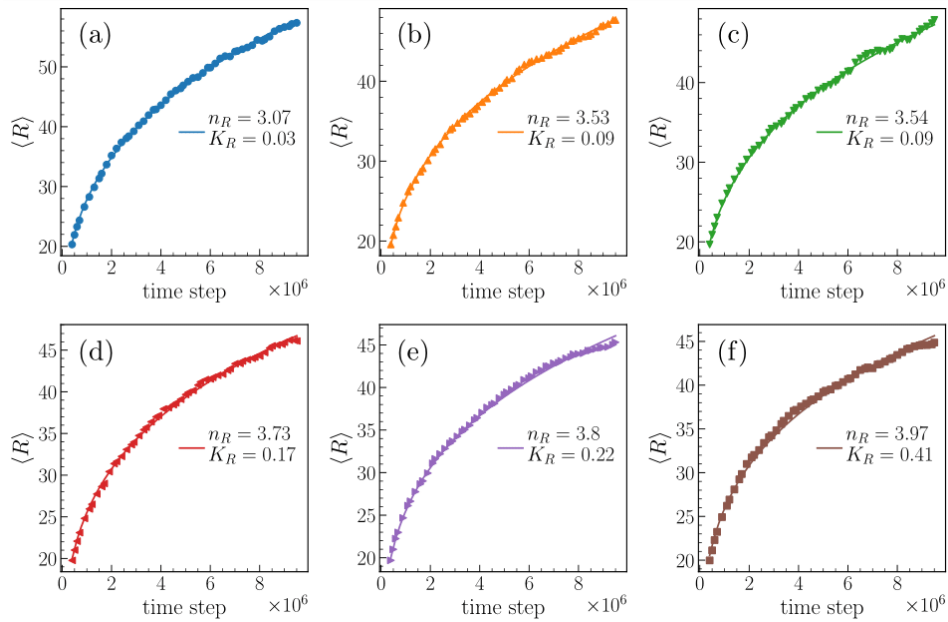 (a)
⟨R⟩
50
40
30
20
n_R = 3.07
K_R = 0.03
0 2 4 6 8
time step ×10^6
(b)
⟨R⟩
40
30
20
n_R = 3.53
K_R = 0.09
0 2 4 6 8
time step ×10^6
(c)
⟨R⟩
40
30
20
n_R = 3.54
K_R = 0.09
0 2 4 6 8
time step ×10^6
(d)
⟨R⟩
45
40
35
30
25
20
n_R = 3.73
K_R = 0.17
0 2 4 6 8
time step ×10^6
(e)
⟨R⟩
45
40
35
30
25
20
n_R = 3.8
K_R = 0.22
0 2 4 6 8
time step ×10^6
(f)
⟨R⟩
45
40
35
30
25
20
n_R = 3.97
K_R = 0.41
0 2 4 6 8
time step ×10^6